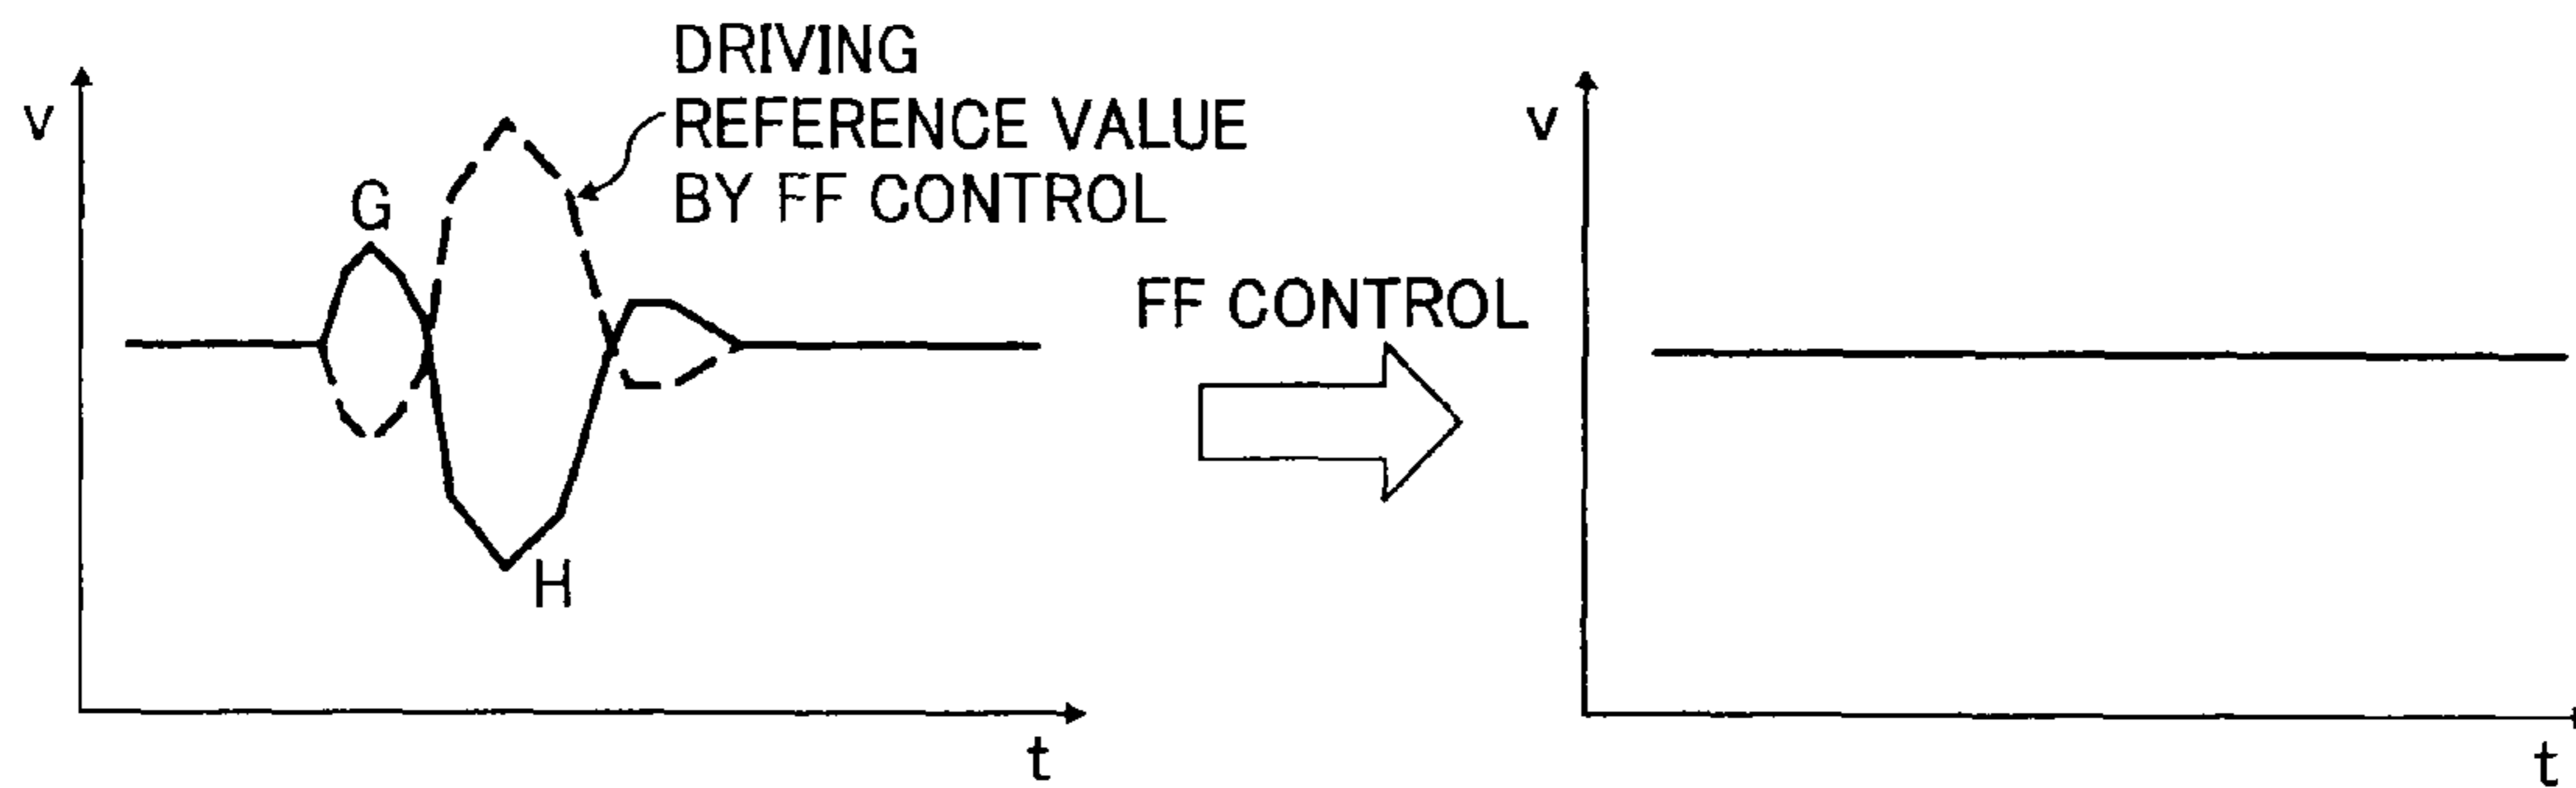 DRIVING
REFERENCE VALUE
BY FF CONTROL
v
G
H
t
FF CONTROL
v
t